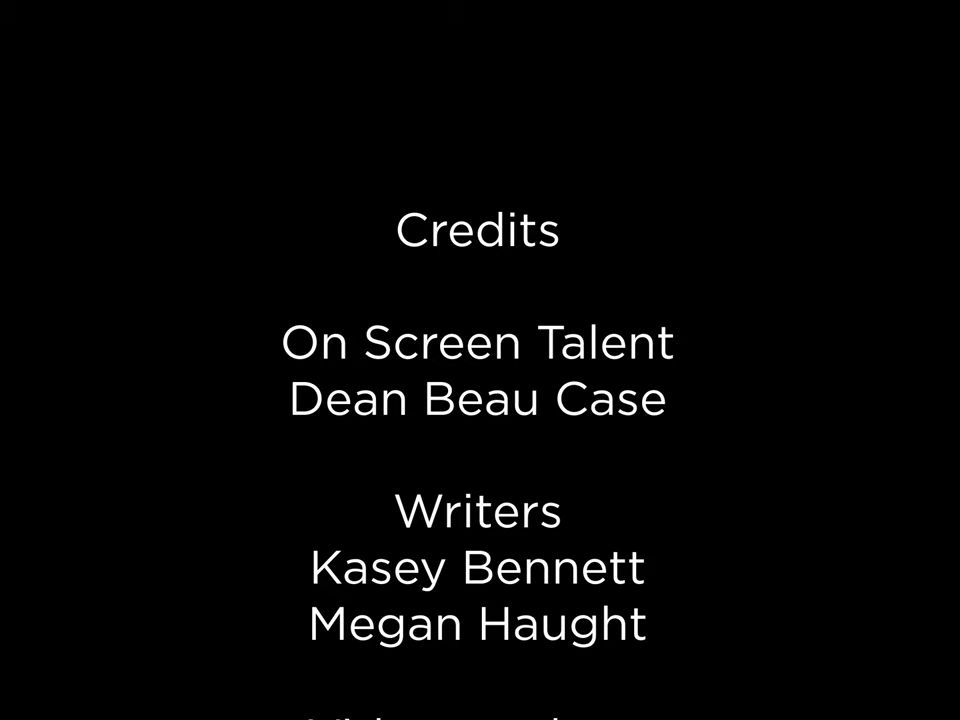 Credits
On Screen Talent
Dean Beau Case
Writers
Kasey Bennett
Megan Haught